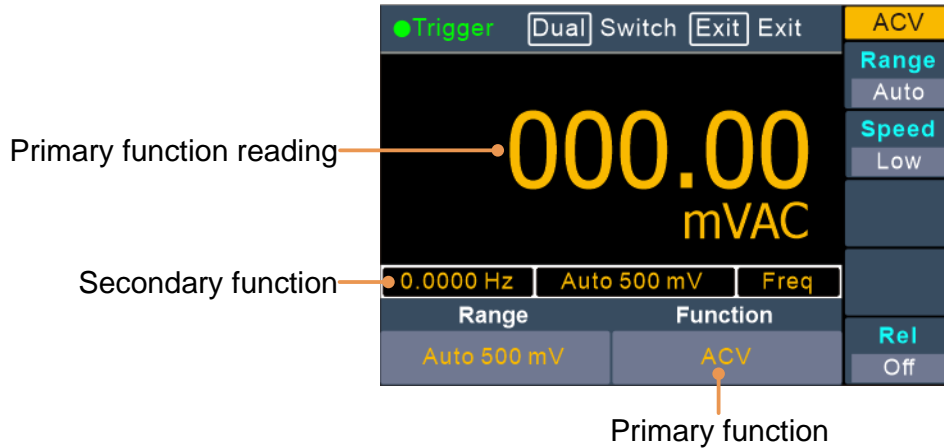 Trigger Dual Switch Exit Exit
ACV
Range
Auto
Speed
Low
Primary function reading
000.00
mVAC
Secondary function
0.0000 Hz Auto 500 mV Freq
Range Function
Auto 500 mV ACV
Rel
Off
Primary function